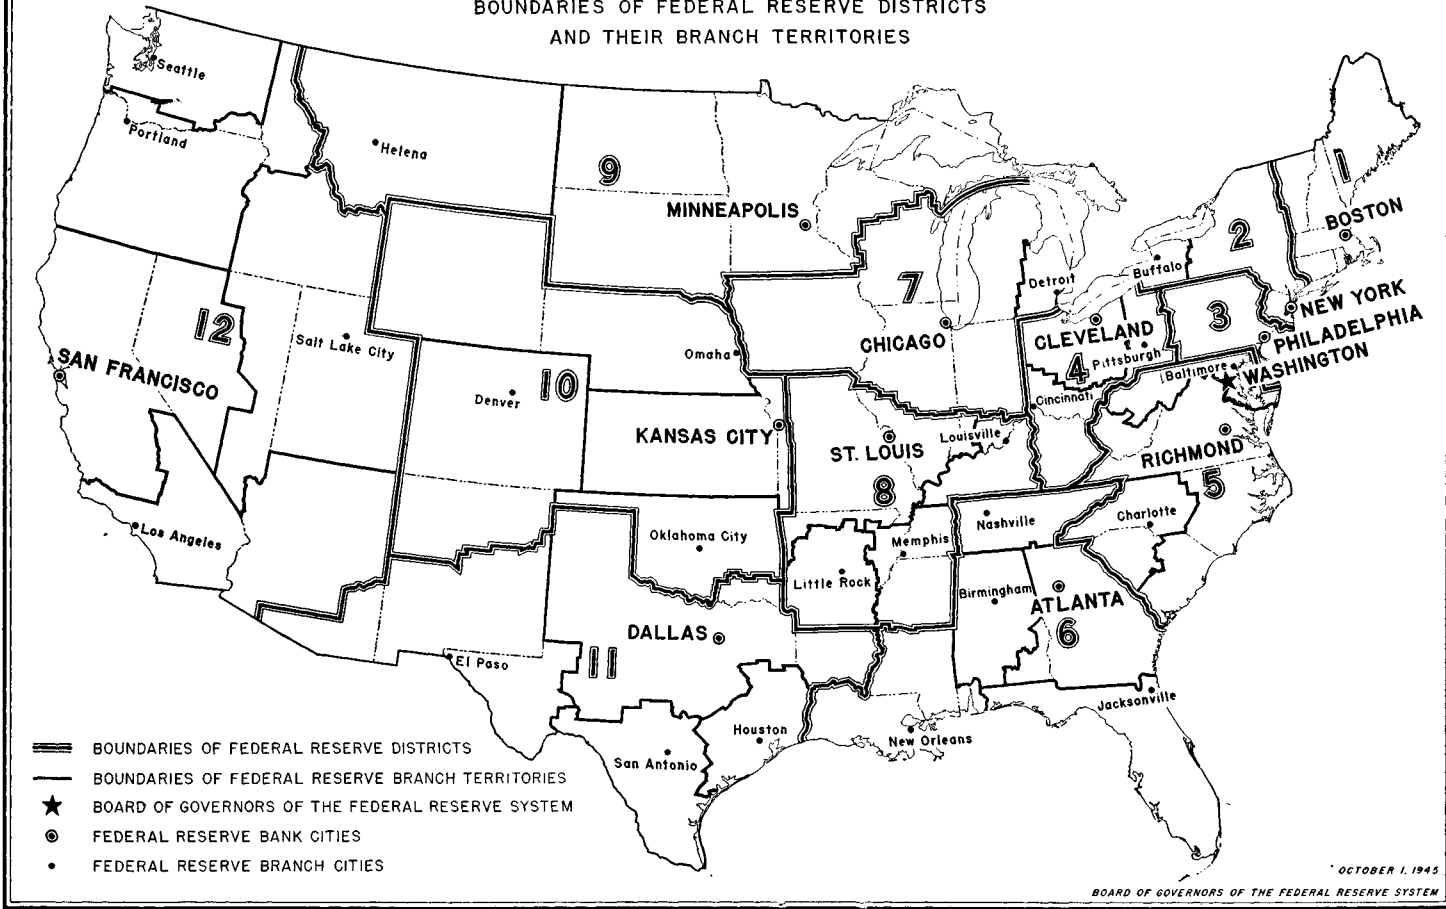 BOUNDARIES OF FEDERAL RESERVE DISTRICTS
AND THEIR BRANCH TERRITORIES
Seattle
Portland
Helena
9
MINNEAPOLIS
1
BOSTON
2
Buffalo
Detroit
7
CHICAGO
NEW YORK
3
PHILADELPHIA
CLEVELAND
Pittsburgh
4
WASHINGTON
Baltimore
Cincinnati
12
SAN FRANCISCO
Salt Lake City
Omaha
Denver
10
KANSAS CITY
ST. LOUIS
Louisville
8
RICHMOND
5
Charlotte
Los Angeles
Oklahoma City
Nashville
Memphis
Little Rock
Birmingham
ATLANTA
6
DALLAS
11
El Paso
Jacksonville
Houston
New Orleans
San Antonio
BOUNDARIES OF FEDERAL RESERVE DISTRICTS
BOUNDARIES OF FEDERAL RESERVE BRANCH TERRITORIES
BOARD OF GOVERNORS OF THE FEDERAL RESERVE SYSTEM
FEDERAL RESERVE BANK CITIES
FEDERAL RESERVE BRANCH CITIES
OCTOBER 1, 1945
BOARD OF GOVERNORS OF THE FEDERAL RESERVE SYSTEM